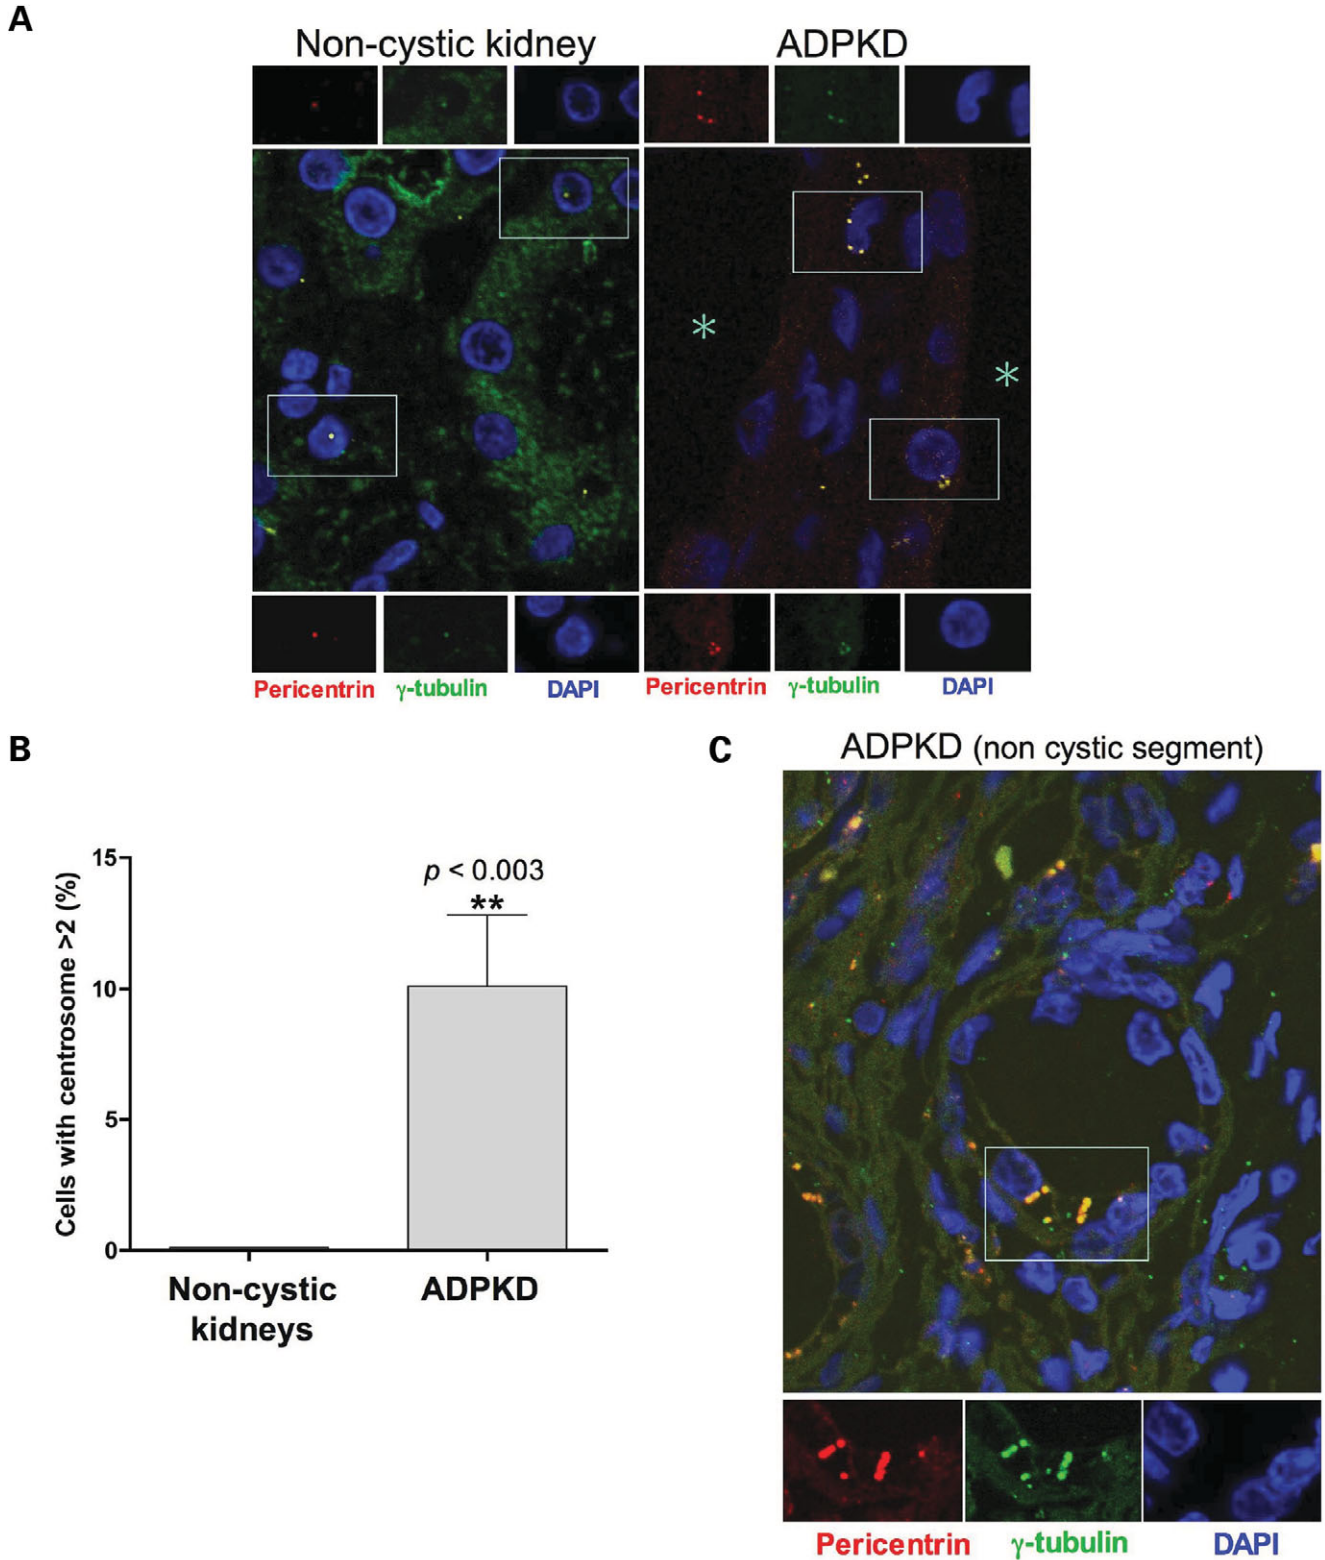 A
Non-cystic kidney ADPKD
* *
Pericentrin γ-tubulin DAPI Pericentrin γ-tubulin DAPI
B
Cells with centrosome >2 (%)
15
10
5
0
p < 0.003
**
Non-cystic
kidneys
ADPKD
C
ADPKD (non cystic segment)
Pericentrin γ-tubulin DAPI